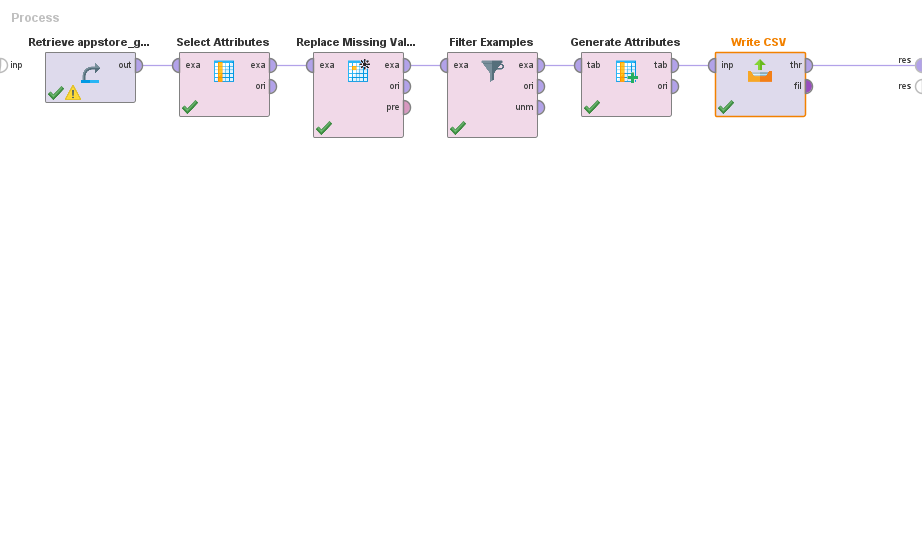 Process
Retrieve appstore_g...
Select Attributes
Replace Missing Val...
Filter Examples
Generate Attributes
Write CSV
inp
out
exa
exa
ori
exa
exa
ori
pre
exa
exa
ori
unm
tab
tab
ori
inp
thr
fil
res
res